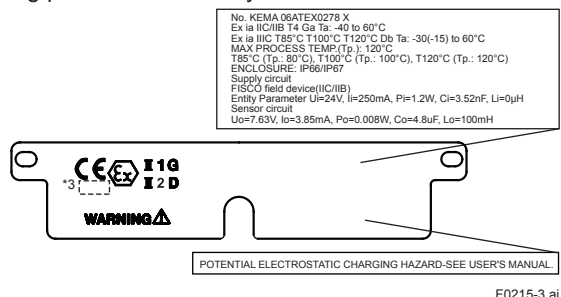 No. KEMA 06ATEX0278 X
Ex ia IIC/IIB T4 Ga Ta: -40 to 60°C
Ex ia IIIC T85°C T100°C T120°C Db Ta: -30(-15) to 60°C
MAX PROCESS TEMP.(Tp.): 120°C
T85°C (Tp.: 80°C), T100°C (Tp.: 100°C), T120°C (Tp.: 120°C)
ENCLOSURE: IP66/IP67
Supply circuit
FISCO field device(IIC/IIB)
Entity Parameter Ui=24V, Ii=250mA, Pi=1.2W, Ci=3.52nF, Li=0µH
Sensor circuit
Uo=7.63V, Io=3.85mA, Po=0.008W, Co=4.8uF, Lo=100mH
CE Ex II 1 G
*3 II 2 D
WARNING
POTENTIAL ELECTROSTATIC CHARGING HAZARD-SEE USER'S MANUAL.
F0215-3.ai